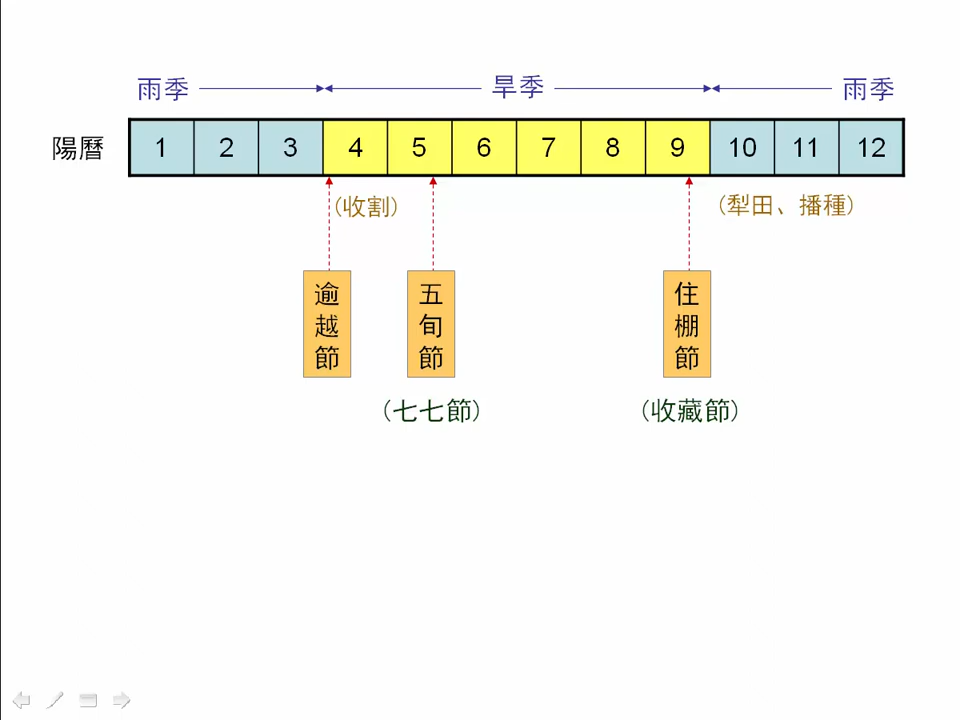 雨季 旱季 雨季
陽曆 1 2 3 4 5 6 7 8 9 10 11 12
(收割) (犁田、播種)
逾越節
五旬節
住棚節
(七七節) (收藏節)